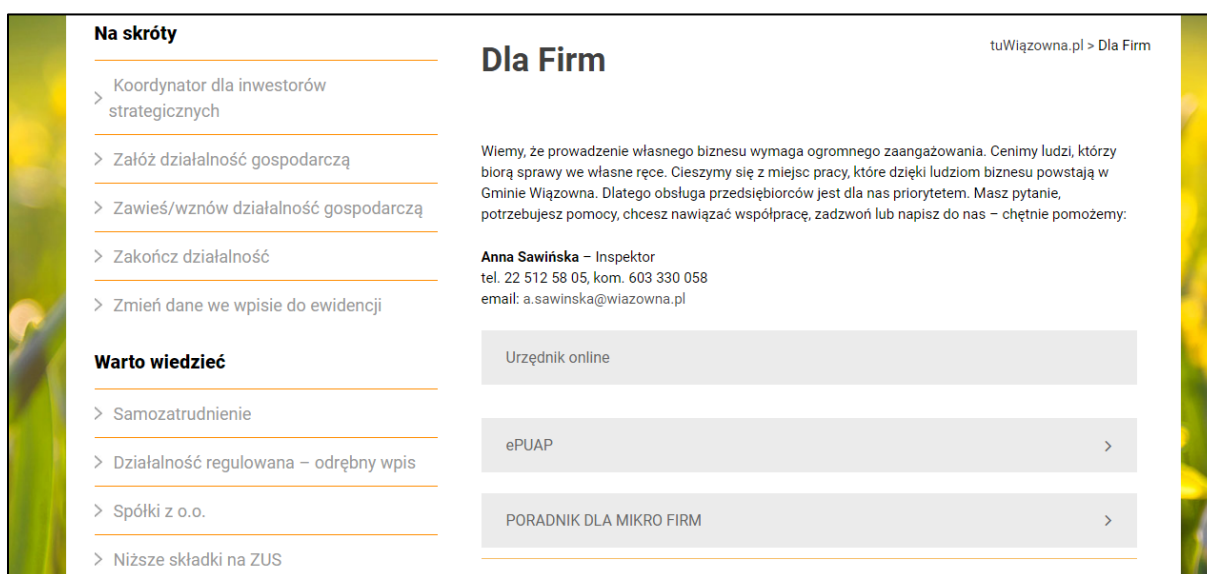 Na skróty
Koordynator dla inwestorów
strategicznych
Załóż działalność gospodarczą
Zawieś/wznów działalność gospodarczą
Zakończ działalność
Zmień dane we wpisie do ewidencji
Warto wiedzieć
Samozatrudnienie
Działalność regulowana – odrębny wpis
Spółki z o.o.
Niższe składki na ZUS
tuWiązowna.pl > Dla Firm
Dla Firm
Wiemy, że prowadzenie własnego biznesu wymaga ogromnego zaangażowania. Cenimy ludzi, którzy
biorą sprawy we własne ręce. Cieszymy się z miejsc pracy, które dzięki ludziom biznesu powstają w
Gminie Wiązowna. Dlatego obsługa przedsiębiorców jest dla nas priorytetem. Masz pytanie,
potrzebujesz pomocy, chcesz nawiązać współpracę, zadzwoń lub napisz do nas – chętnie pomożemy:
Anna Sawińska – Inspektor
tel. 22 512 58 05, kom. 603 330 058
email: a.sawinska@wiazowna.pl
Urzędnik online
ePUAP
PORADNIK DLA MIKRO FIRM